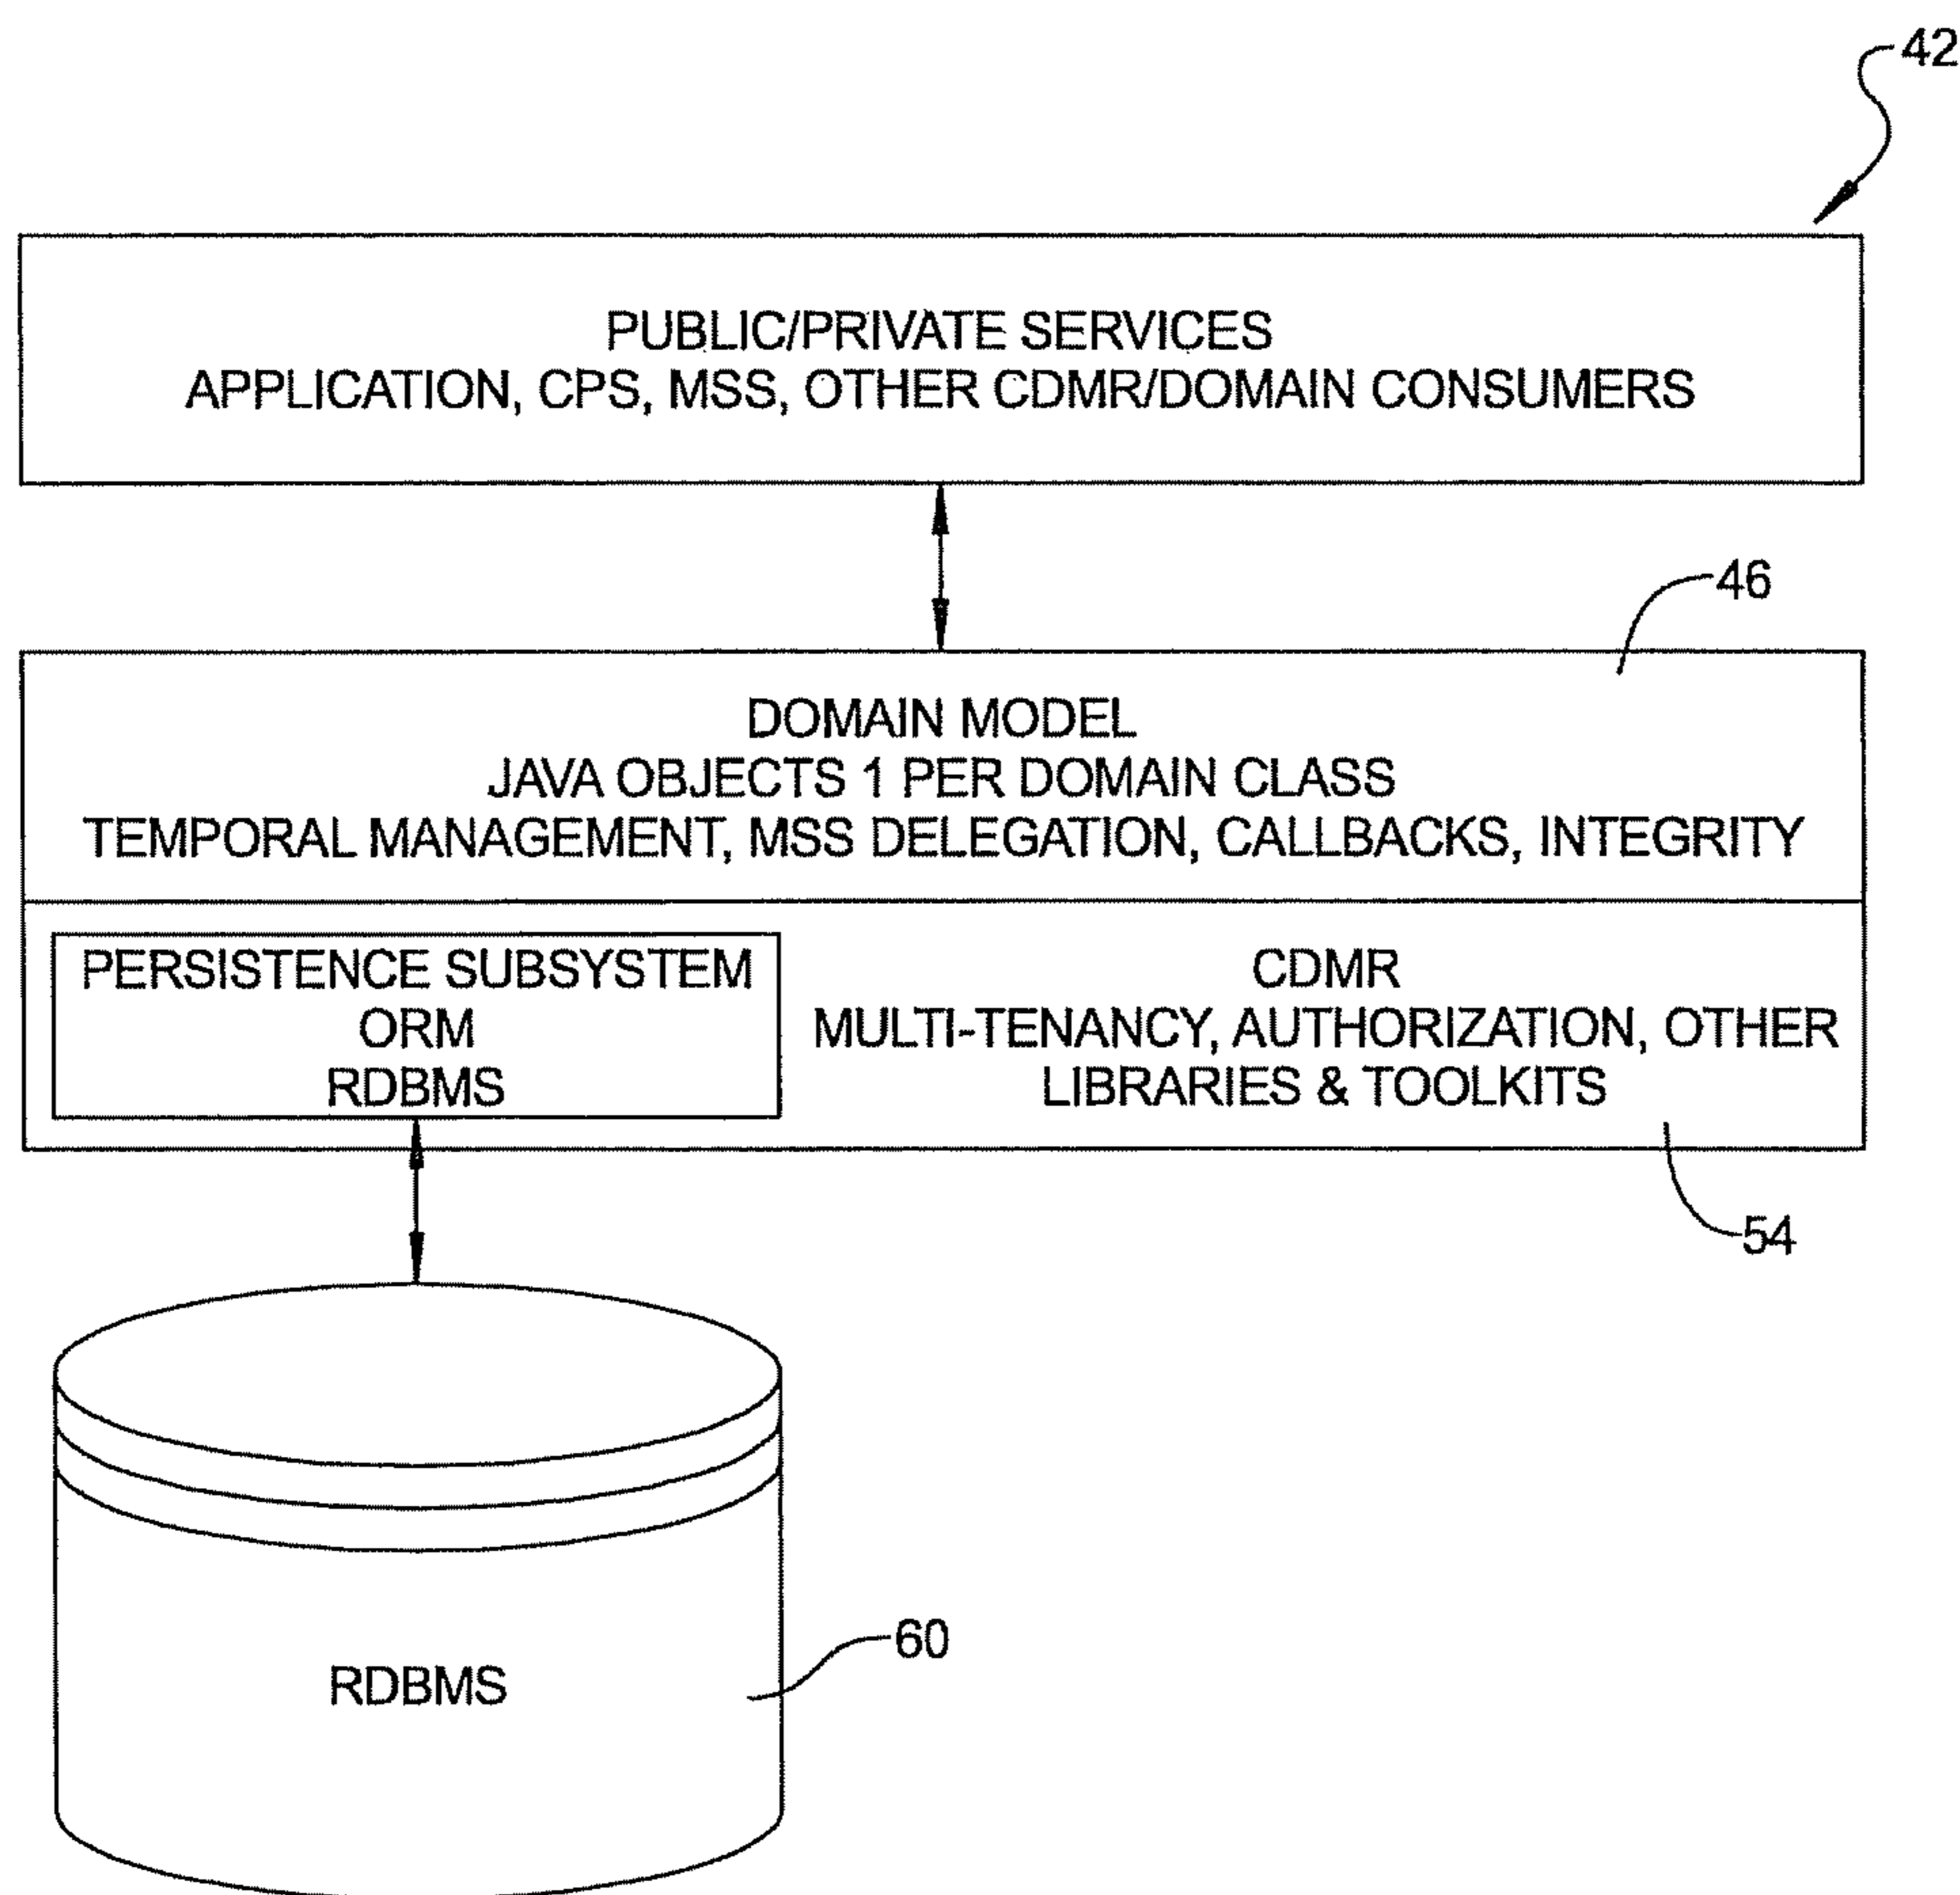 42
PUBLIC/PRIVATE SERVICES
APPLICATION, CPS, MSS, OTHER CDMR/DOMAIN CONSUMERS
46
DOMAIN MODEL
JAVA OBJECTS 1 PER DOMAIN CLASS
TEMPORAL MANAGEMENT, MSS DELEGATION, CALLBACKS, INTEGRITY
PERSISTENCE SUBSYSTEM
ORM
RDBMS
CDMR
MULTI-TENANCY, AUTHORIZATION, OTHER
LIBRARIES & TOOLKITS
54
60
RDBMS